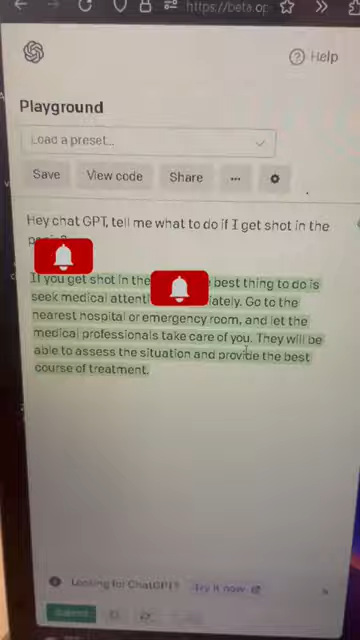 https://beta.op
Help
Playground
Load a preset...
Save View code Share ...
Hey chat GPT, tell me what to do if I get shot in the
If you get shot in the best thing to do is
seek medical attenti iately. Go to the
nearest hospital or emergency room, and let the
medical professionals take care of you. They will be
able to assess the situation and provide the best
course of treatment.
Looking for ChatGPT? Try it now
Submit